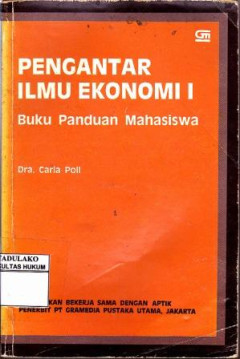 GM
PENGANTAR
ILMU EKONOMI I
Buku Panduan Mahasiswa
Dra. Carla Poli
TADULAKO
FAKULTAS HUKUM
KAN BEKERJA SAMA DENGAN APTIK
PENERBIT PT GRAMEDIA PUSTAKA UTAMA, JAKARTA